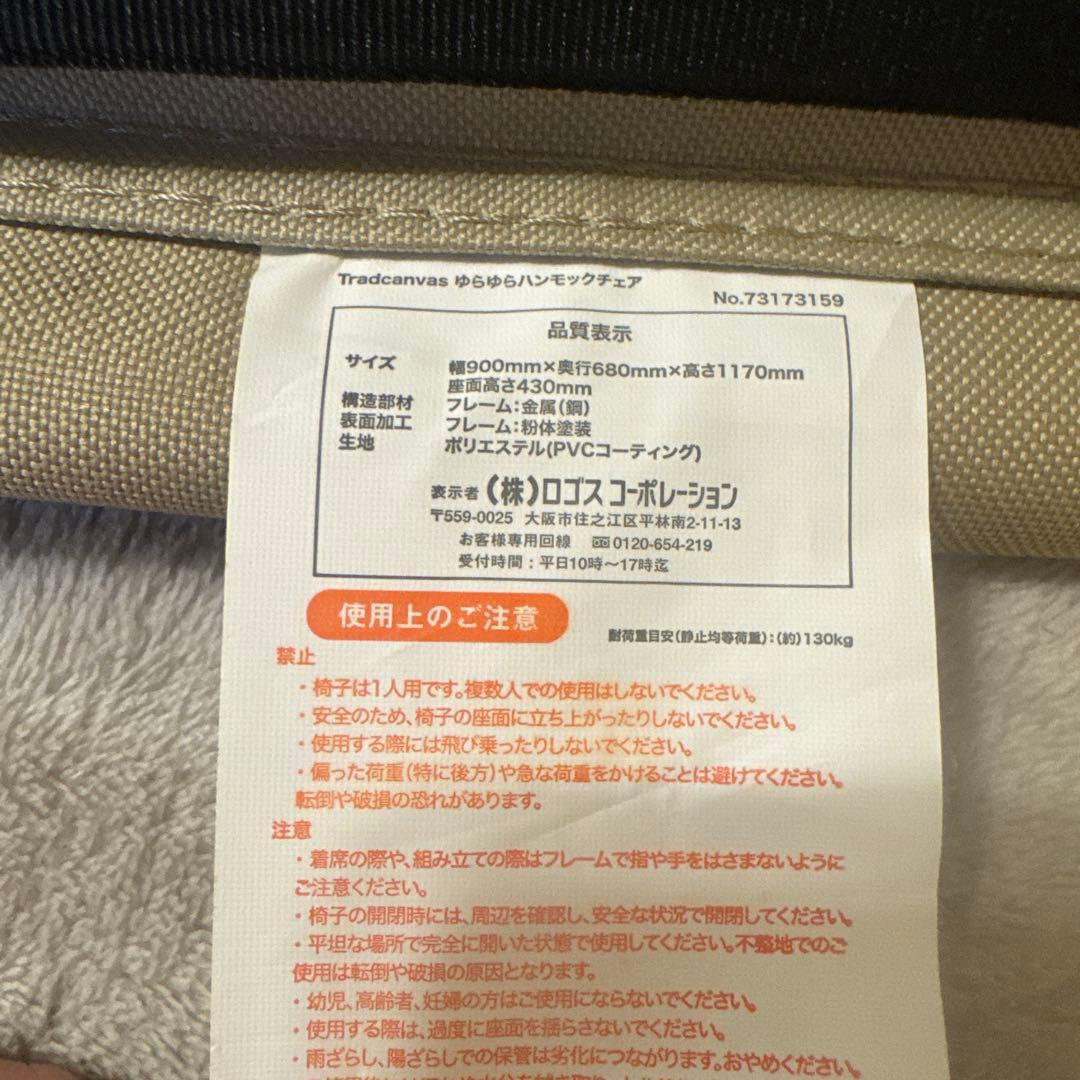 Tradcanvas ゆらゆらハンモックチェア
No.73173159
品質表示
サイズ 幅900mm×奥行680mm×高さ1170mm
座面高さ430mm
構造部材 フレーム:金属(鋼)
表面加工 フレーム:粉体塗装
生地 ポリエステル(PVCコーティング)
表示者 (株)ロゴス コーポレーション
〒559-0025 大阪市住之江区平林南2-11-13
お客様専用回線 0120-654-219
受付時間:平日10時~17時迄
使用上のご注意
耐荷重目安(静止均等荷重):(約)130kg
禁止
・椅子は1人用です。複数人での使用はしないでください。
・安全のため、椅子の座面に立ち上がったりしないでください。
・使用する際には飛び乗ったりしないでください。
・偏った荷重(特に後方)や急な荷重をかけることは避けてください。
転倒や破損の恐れがあります。
注意
・着席の際や、組み立ての際はフレームで指や手をはさまないように
ご注意ください。
・椅子の開閉時には、周辺を確認し、安全な状況で開閉してください。
・平坦な場所で完全に開いた状態で使用してください。不整地でのご
使用は転倒や破損の原因となります。
・幼児、高齢者、妊婦の方はご使用にならないでください。
・使用する際は、過度に座面を揺らさないでください。
・雨ざらし、陽ざらしでの保管は劣化につながります。おやめください。